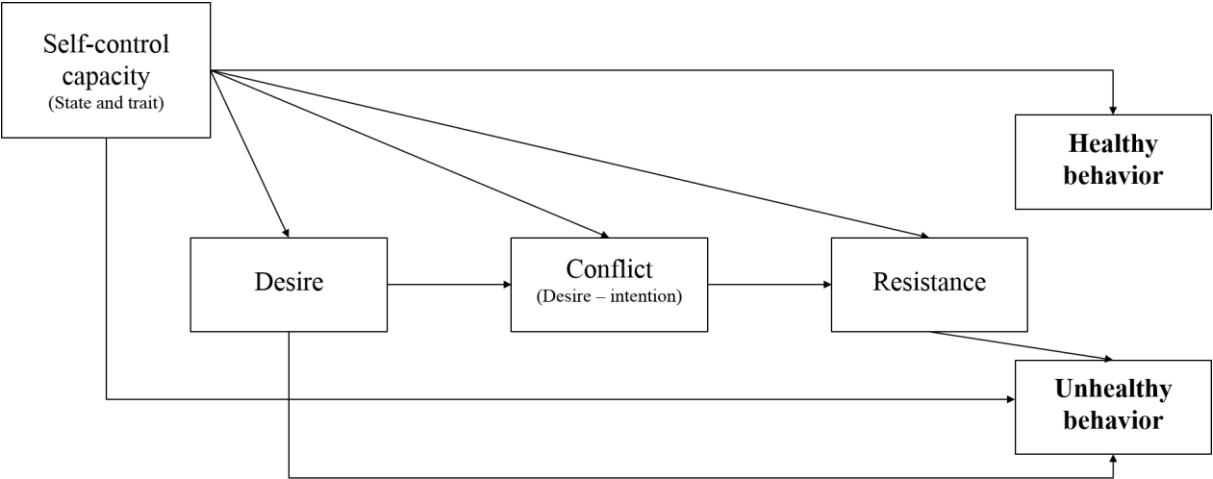 Self-control
capacity
(State and trait)
Healthy
behavior
Desire
Conflict
(Desire – intention)
Resistance
Unhealthy
behavior